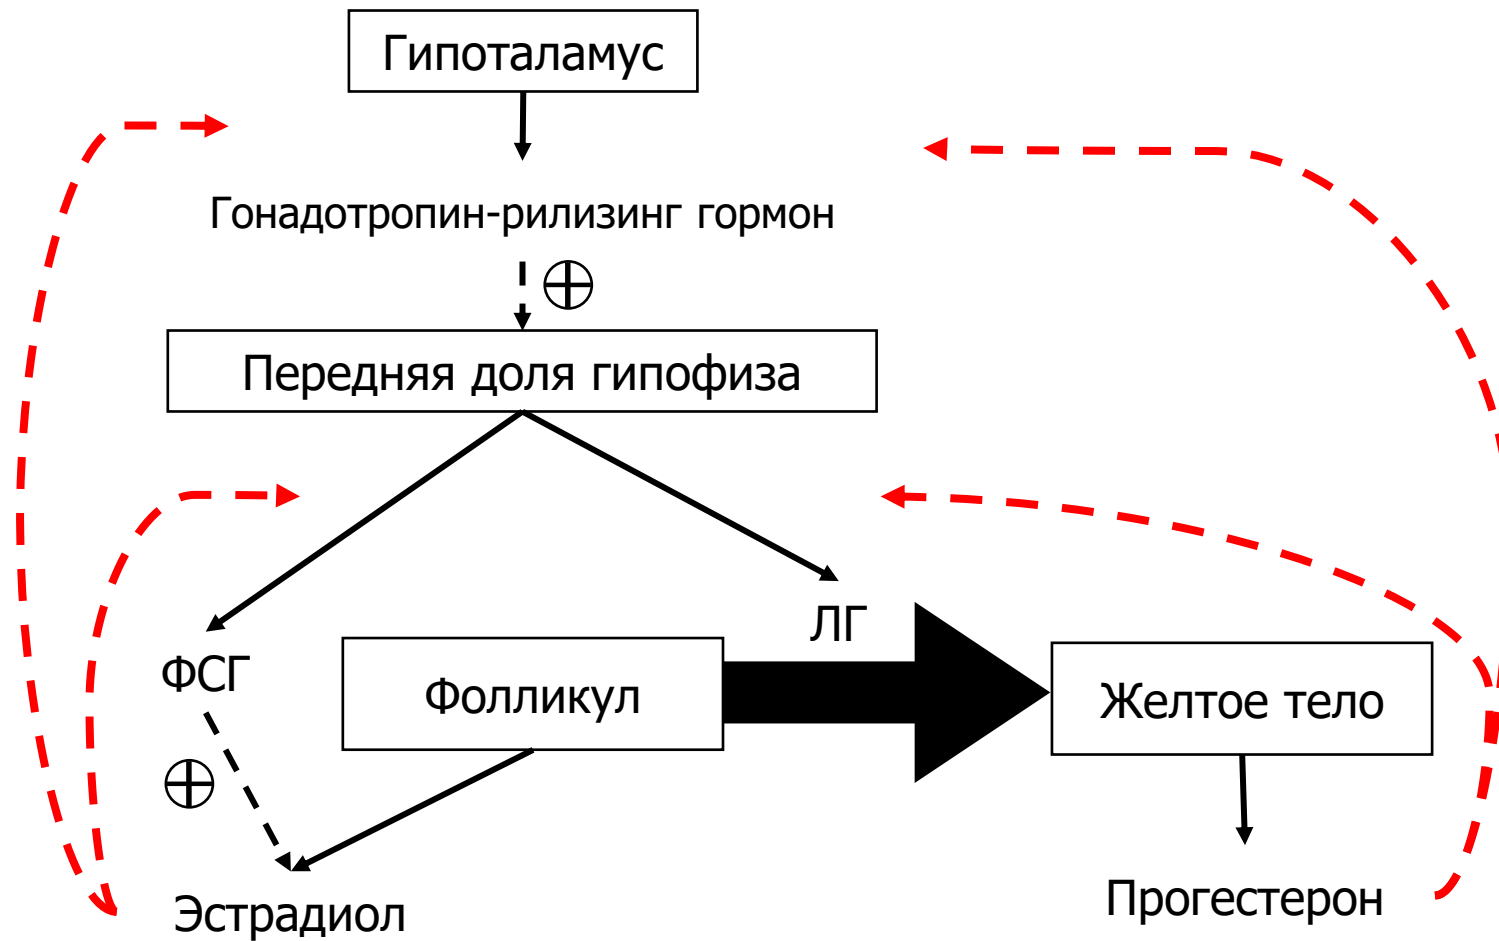 Гипоталамус
Гонадотропин-рилизинг гормон
Передняя доля гипофиза
ЛГ
ФСГ
Фолликул
Желтое тело
Эстрадиол
Прогестерон